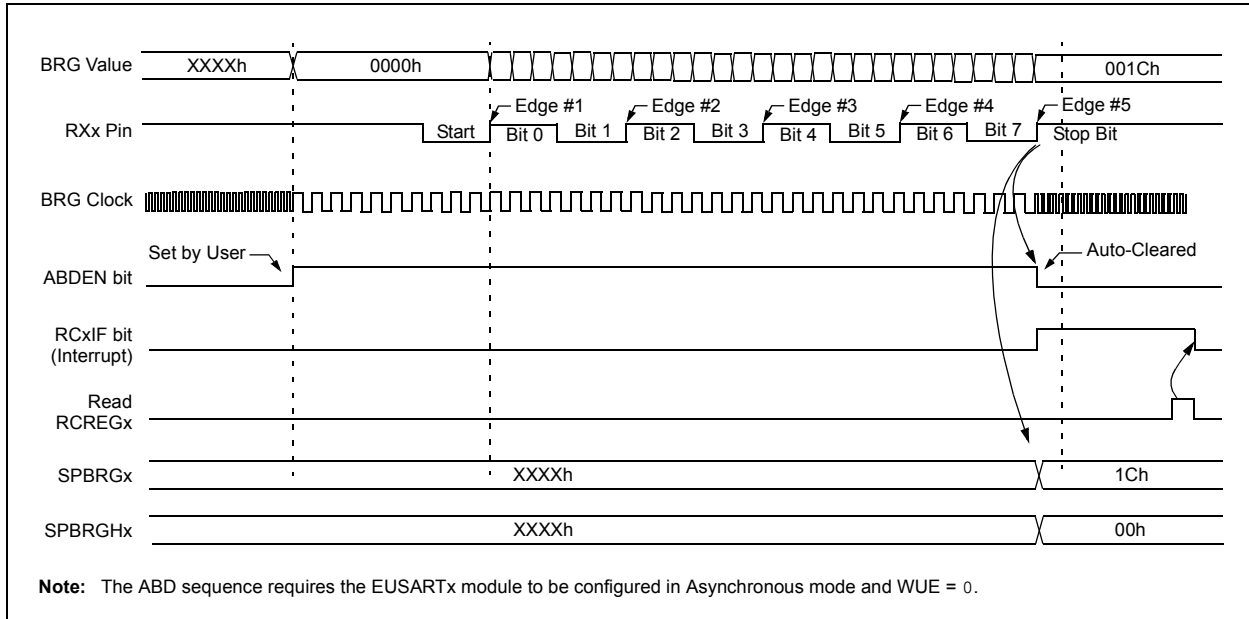 BRG Value
XXXXh
0000h
001Ch
Edge #1
Edge #2
Edge #3
Edge #4
Edge #5
RXx Pin
Start
Bit 0
Bit 1
Bit 2
Bit 3
Bit 4
Bit 5
Bit 6
Bit 7
Stop Bit
BRG Clock
Set by User
Auto-Cleared
ABDEN bit
RCxIF bit
(Interrupt)
Read
RCREGx
SPBRGx
XXXXh
1Ch
SPBRGHx
XXXXh
00h
Note: The ABD sequence requires the EUSARTx module to be configured in Asynchronous mode and WUE = 0.